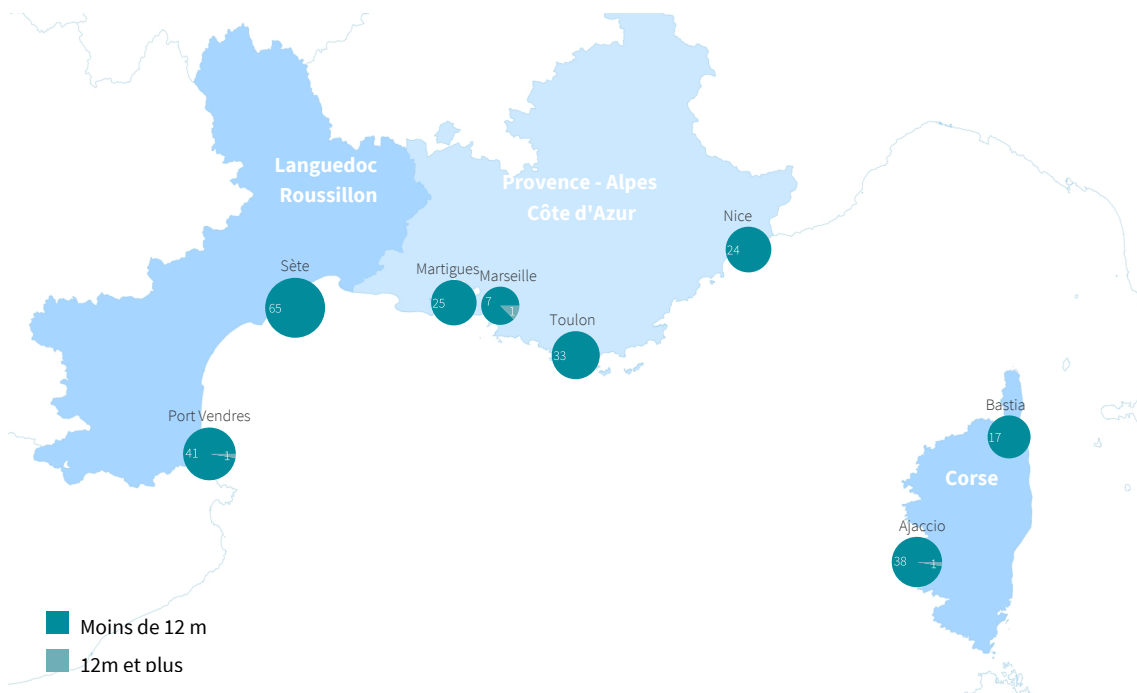 Languedoc
Roussillon
Provence - Alpes
Côte d'Azur
Nice
24
Sète
65
Martigues
25
Marseille
7
1
Toulon
33
Port Vendres
41
1
Bastia
17
Corse
Ajaccio
38
1
Moins de 12 m
12m et plus